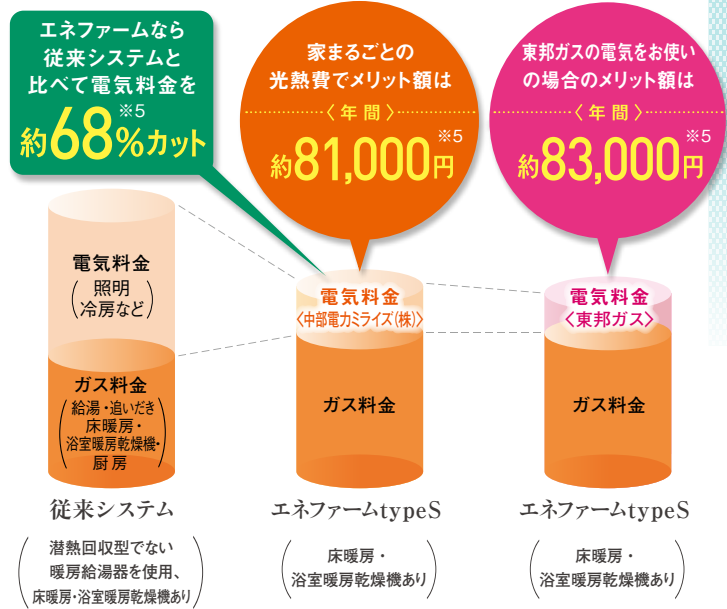 エネファームなら
従来システムと
比べて電気料金を
約68%カット※5
家まるごとの
光熱費でメリット額は
〈年間〉
約81,000円※5
東邦ガスの電気をお使い
の場合のメリット額は
〈年間〉
約83,000円※5
電気料金
(照明
冷房など)
ガス料金
(給湯・追いだき
床暖房・
浴室暖房乾燥機・
厨房)
従来システム
(潜熱回収型でない
暖房給湯器を使用、
床暖房・浴室暖房乾燥機あり)
電気料金
〈中部電力ミライズ(株)〉
ガス料金
エネファームtypeS
(床暖房・
浴室暖房乾燥機あり)
電気料金
〈東邦ガス〉
ガス料金
エネファームtypeS
(床暖房・
浴室暖房乾燥機あり)